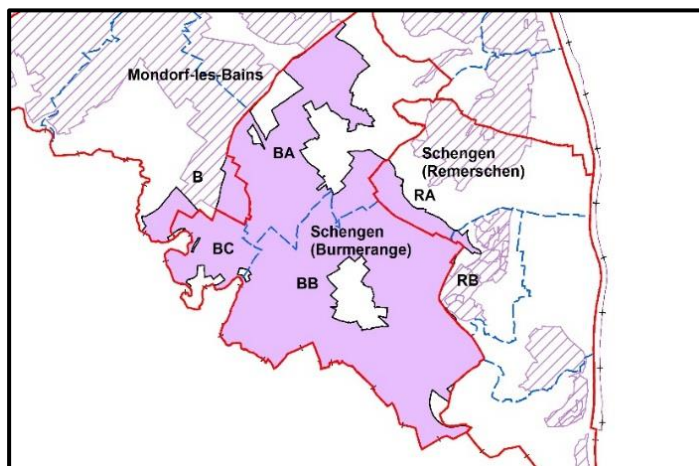 Mondorf-les-Bains
BA
B
Schengen
(Remerschen)
RA
Schengen
(Burmerange)
BC
BB
RB